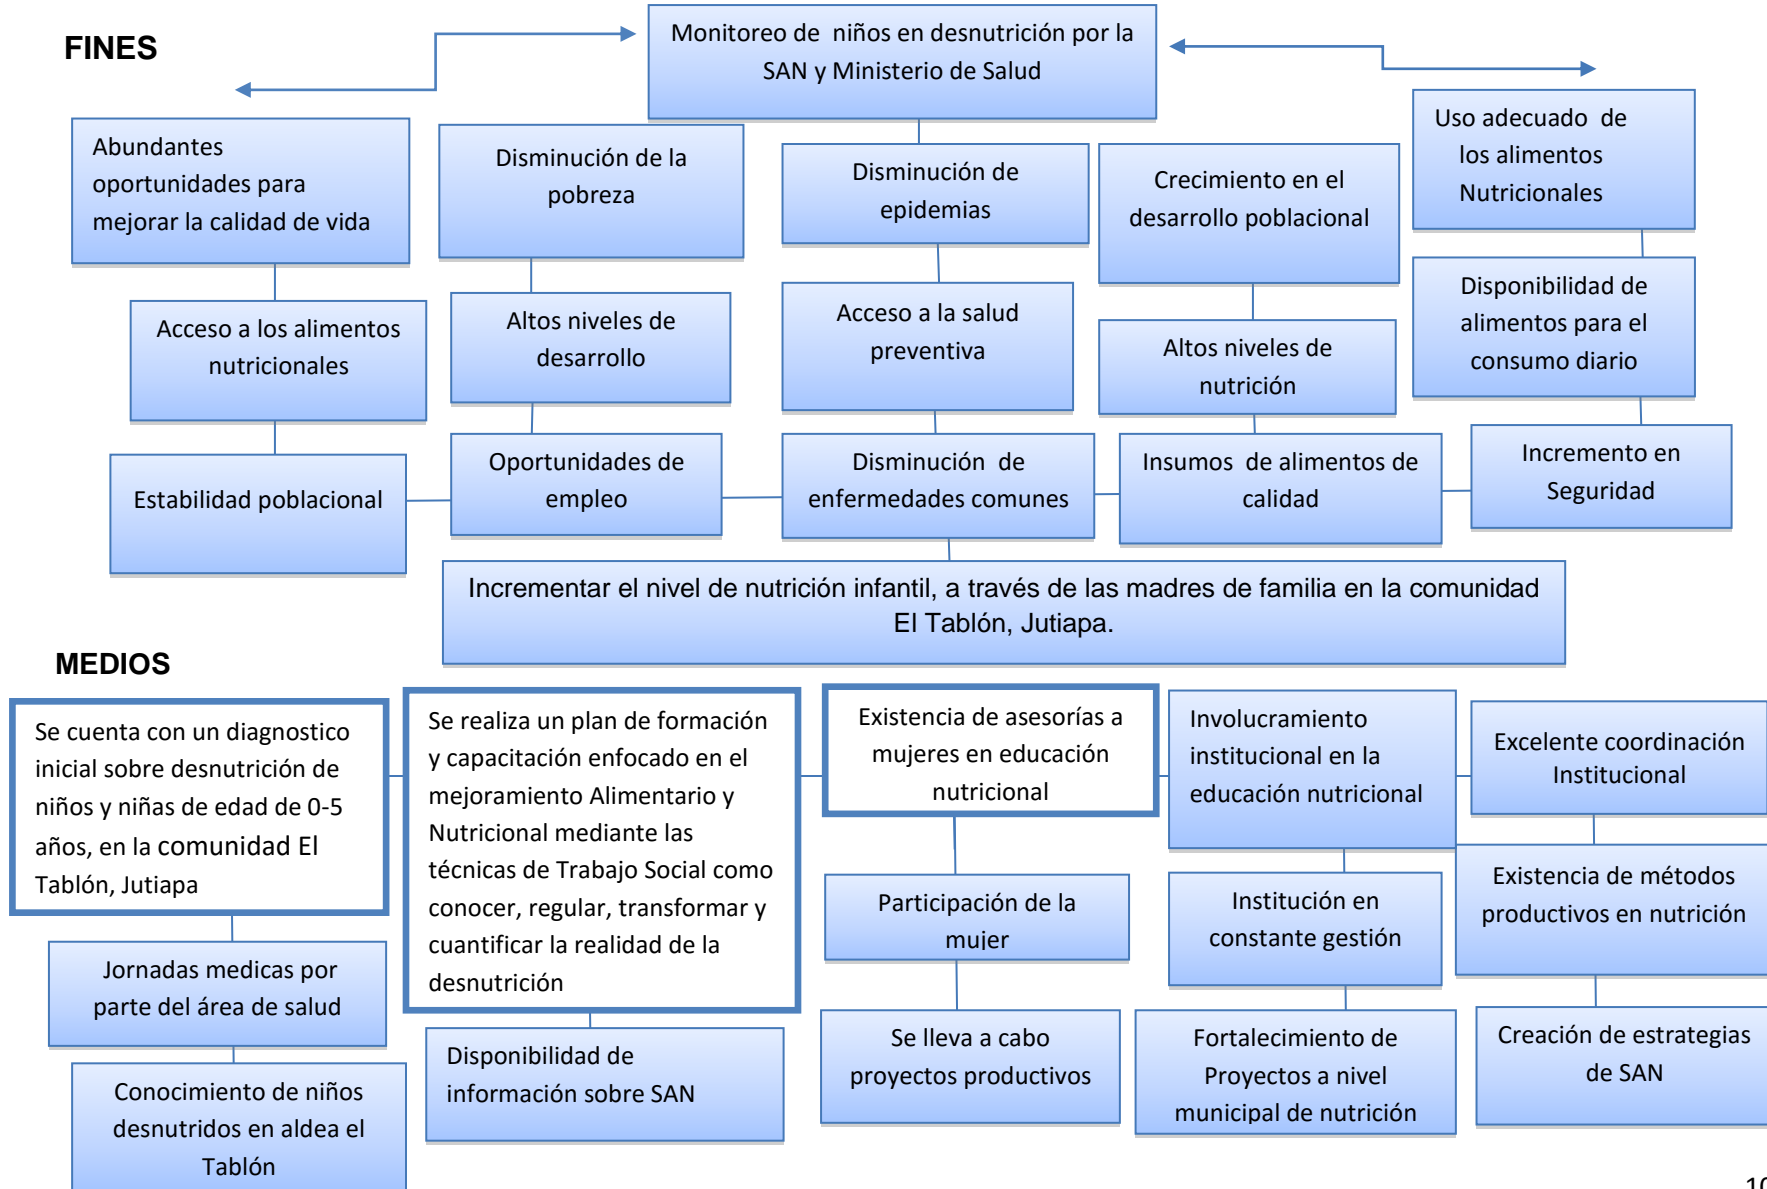 FINES
Monitoreo de niños en desnutrición por la
SAN y Ministerio de Salud
Abundantes
oportunidades para
mejorar la calidad de vida
Disminución de la
pobreza
Disminución de
epidemias
Crecimiento en el
desarrollo poblacional
Uso adecuado de
los alimentos
Nutricionales
Acceso a los alimentos
nutricionales
Altos niveles de
desarrollo
Acceso a la salud
preventiva
Altos niveles de
nutrición
Disponibilidad de
alimentos para el
consumo diario
Estabilidad poblacional
Oportunidades de
empleo
Disminución de
enfermedades comunes
Insumos de alimentos de
calidad
Incremento en
Seguridad
Incrementar el nivel de nutrición infantil, a través de las madres de familia en la comunidad
El Tablón, Jutiapa.
MEDIOS
Se cuenta con un diagnostico
inicial sobre desnutrición de
niños y niñas de edad de 0-5
años, en la comunidad El
Tablón, Jutiapa
Se realiza un plan de formación
y capacitación enfocado en el
mejoramiento Alimentario y
Nutricional mediante las
técnicas de Trabajo Social como
conocer, regular, transformar y
cuantificar la realidad de la
desnutrición
Existencia de asesorías a
mujeres en educación
nutricional
Involucramiento
institucional en la
educación nutricional
Excelente coordinación
Institucional
Jornadas medicas por
parte del área de salud
Participación de la
mujer
Institución en
constante gestión
Existencia de métodos
productivos en nutrición
Conocimiento de niños
desnutridos en aldea el
Tablón
Disponibilidad de
información sobre SAN
Se lleva a cabo
proyectos productivos
Fortalecimiento de
Proyectos a nivel
municipal de nutrición
Creación de estrategias
de SAN